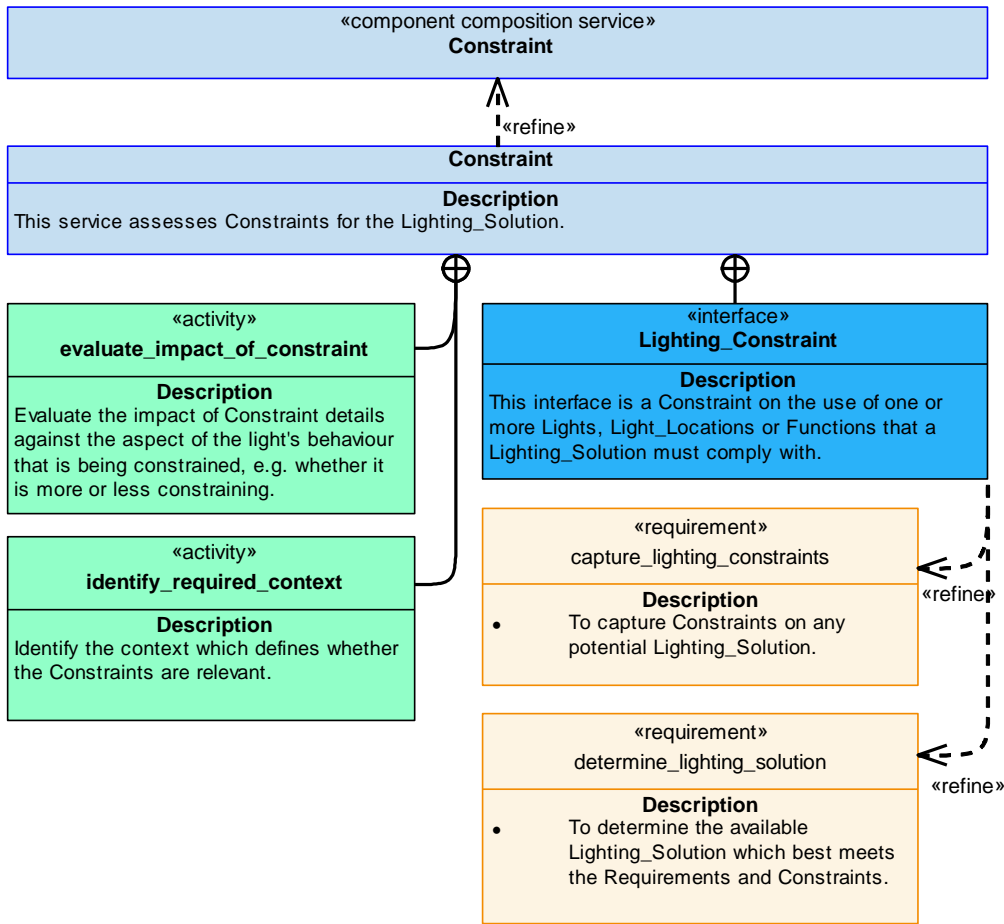 «component composition service»
Constraint
«refine»
Constraint
Description
This service assesses Constraints for the Lighting_Solution.
«activity»
evaluate_impact_of_constraint
Description
Evaluate the impact of Constraint details
against the aspect of the light's behaviour
that is being constrained, e.g. whether it
is more or less constraining.
«activity»
identify_required_context
Description
Identify the context which defines whether
the Constraints are relevant.
«interface»
Lighting_Constraint
Description
This interface is a Constraint on the use of one or
more Lights, Light_Locations or Functions that a
Lighting_Solution must comply with.
«requirement»
capture_lighting_constraints
Description
• To capture Constraints on any
potential Lighting_Solution.
«refine»
«requirement»
determine_lighting_solution
Description
• To determine the available
Lighting_Solution which best meets
the Requirements and Constraints.
«refine»